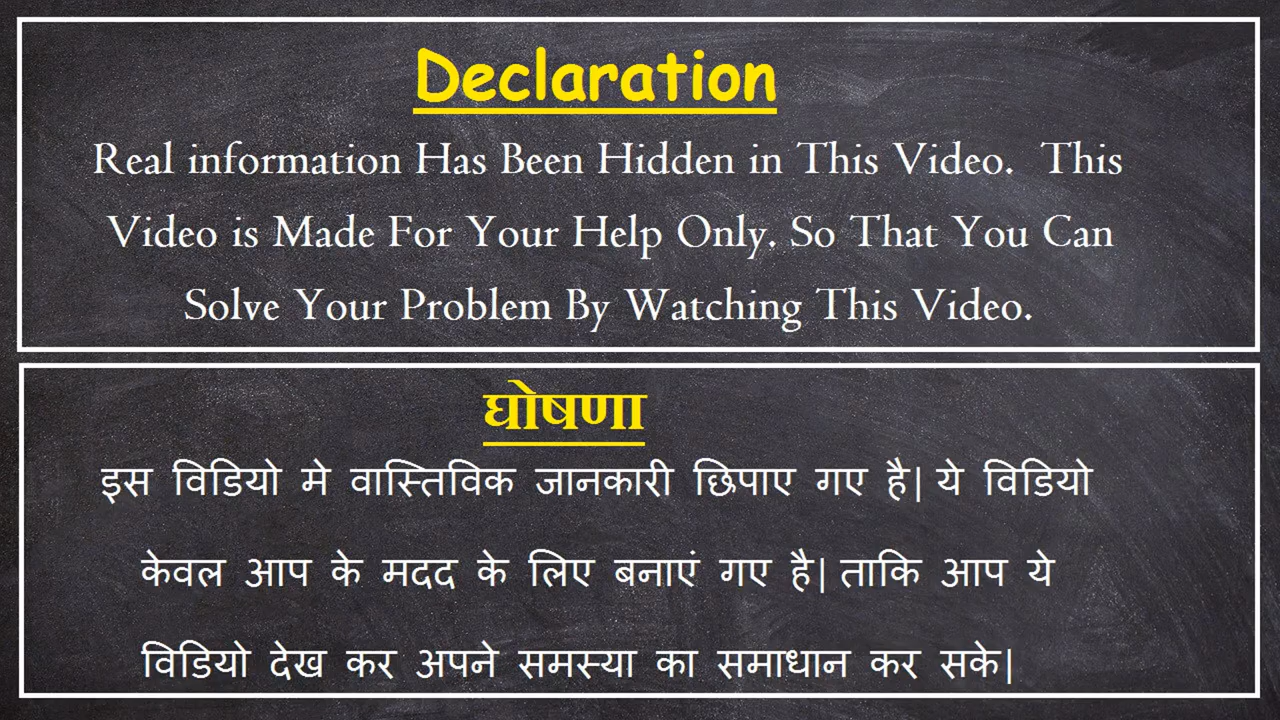 Declaration
Real information Has Been Hidden in This Video. This
Video is Made For Your Help Only. So That You Can
Solve Your Problem By Watching This Video.
घोषणा
इस विडियो मे वास्तिविक जानकारी छिपाए गए है| ये विडियो
केवल आप के मदद के लिए बनाएं गए है| ताकि आप ये
विडियो देख कर अपने समस्या का समाधान कर सके|